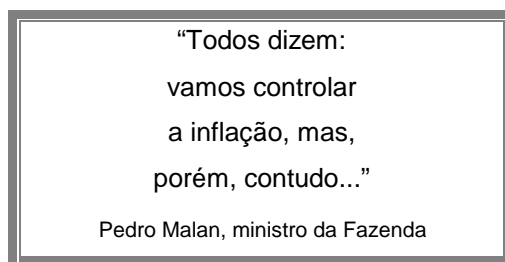 “Todos dizem:
vamos controlar
a inflação, mas,
porém, contudo...”
Pedro Malan, ministro da Fazenda